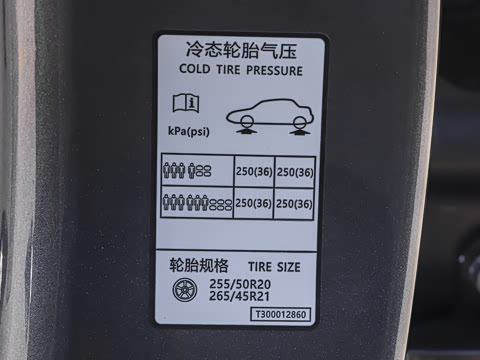 冷态轮胎气压
COLD TIRE PRESSURE
kPa(psi)
250(36) 250(36)
250(36) 250(36)
轮胎规格 TIRE SIZE
255/50R20
265/45R21
T300012860